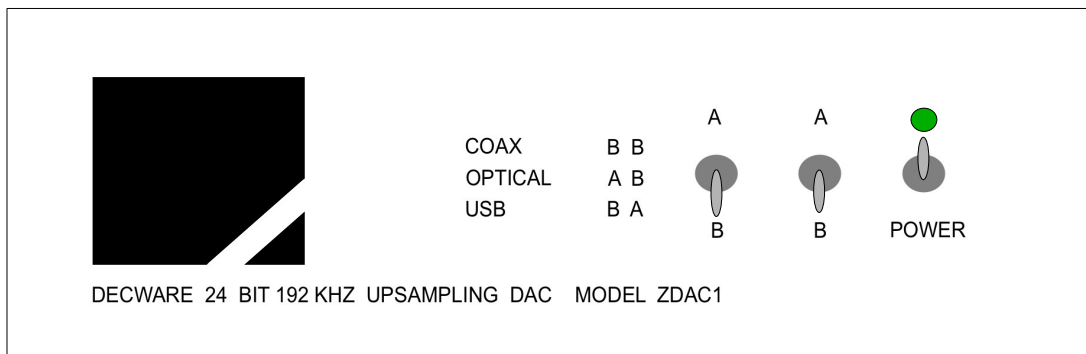 A A
COAX B B
OPTICAL A B
USB B A
B B POWER
DECWARE 24 BIT 192 KHZ UPSAMPLING DAC MODEL ZDAC1